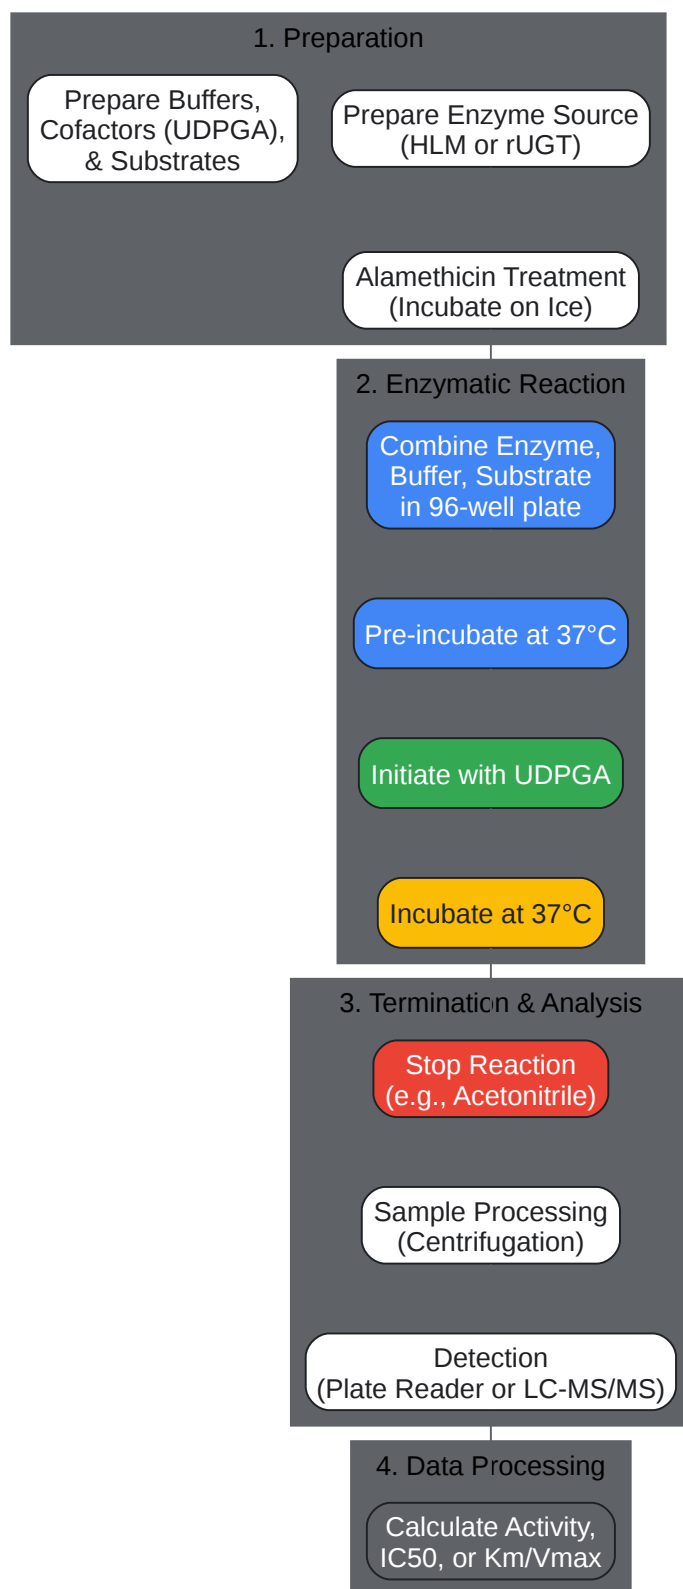 1. Preparation
Prepare Buffers,
Cofactors (UDPGA),
& Substrates
Prepare Enzyme Source
(HLM or rUGT)
Alamethicin Treatment
(Incubate on Ice)
2. Enzymatic Reaction
Combine Enzyme,
Buffer, Substrate
in 96-well plate
Pre-incubate at 37°C
Initiate with UDPGA
Incubate at 37°C
3. Termination & Analysis
Stop Reaction
(e.g., Acetonitrile)
Sample Processing
(Centrifugation)
Detection
(Plate Reader or LC-MS/MS)
4. Data Processing
Calculate Activity,
IC50, or Km/Vmax